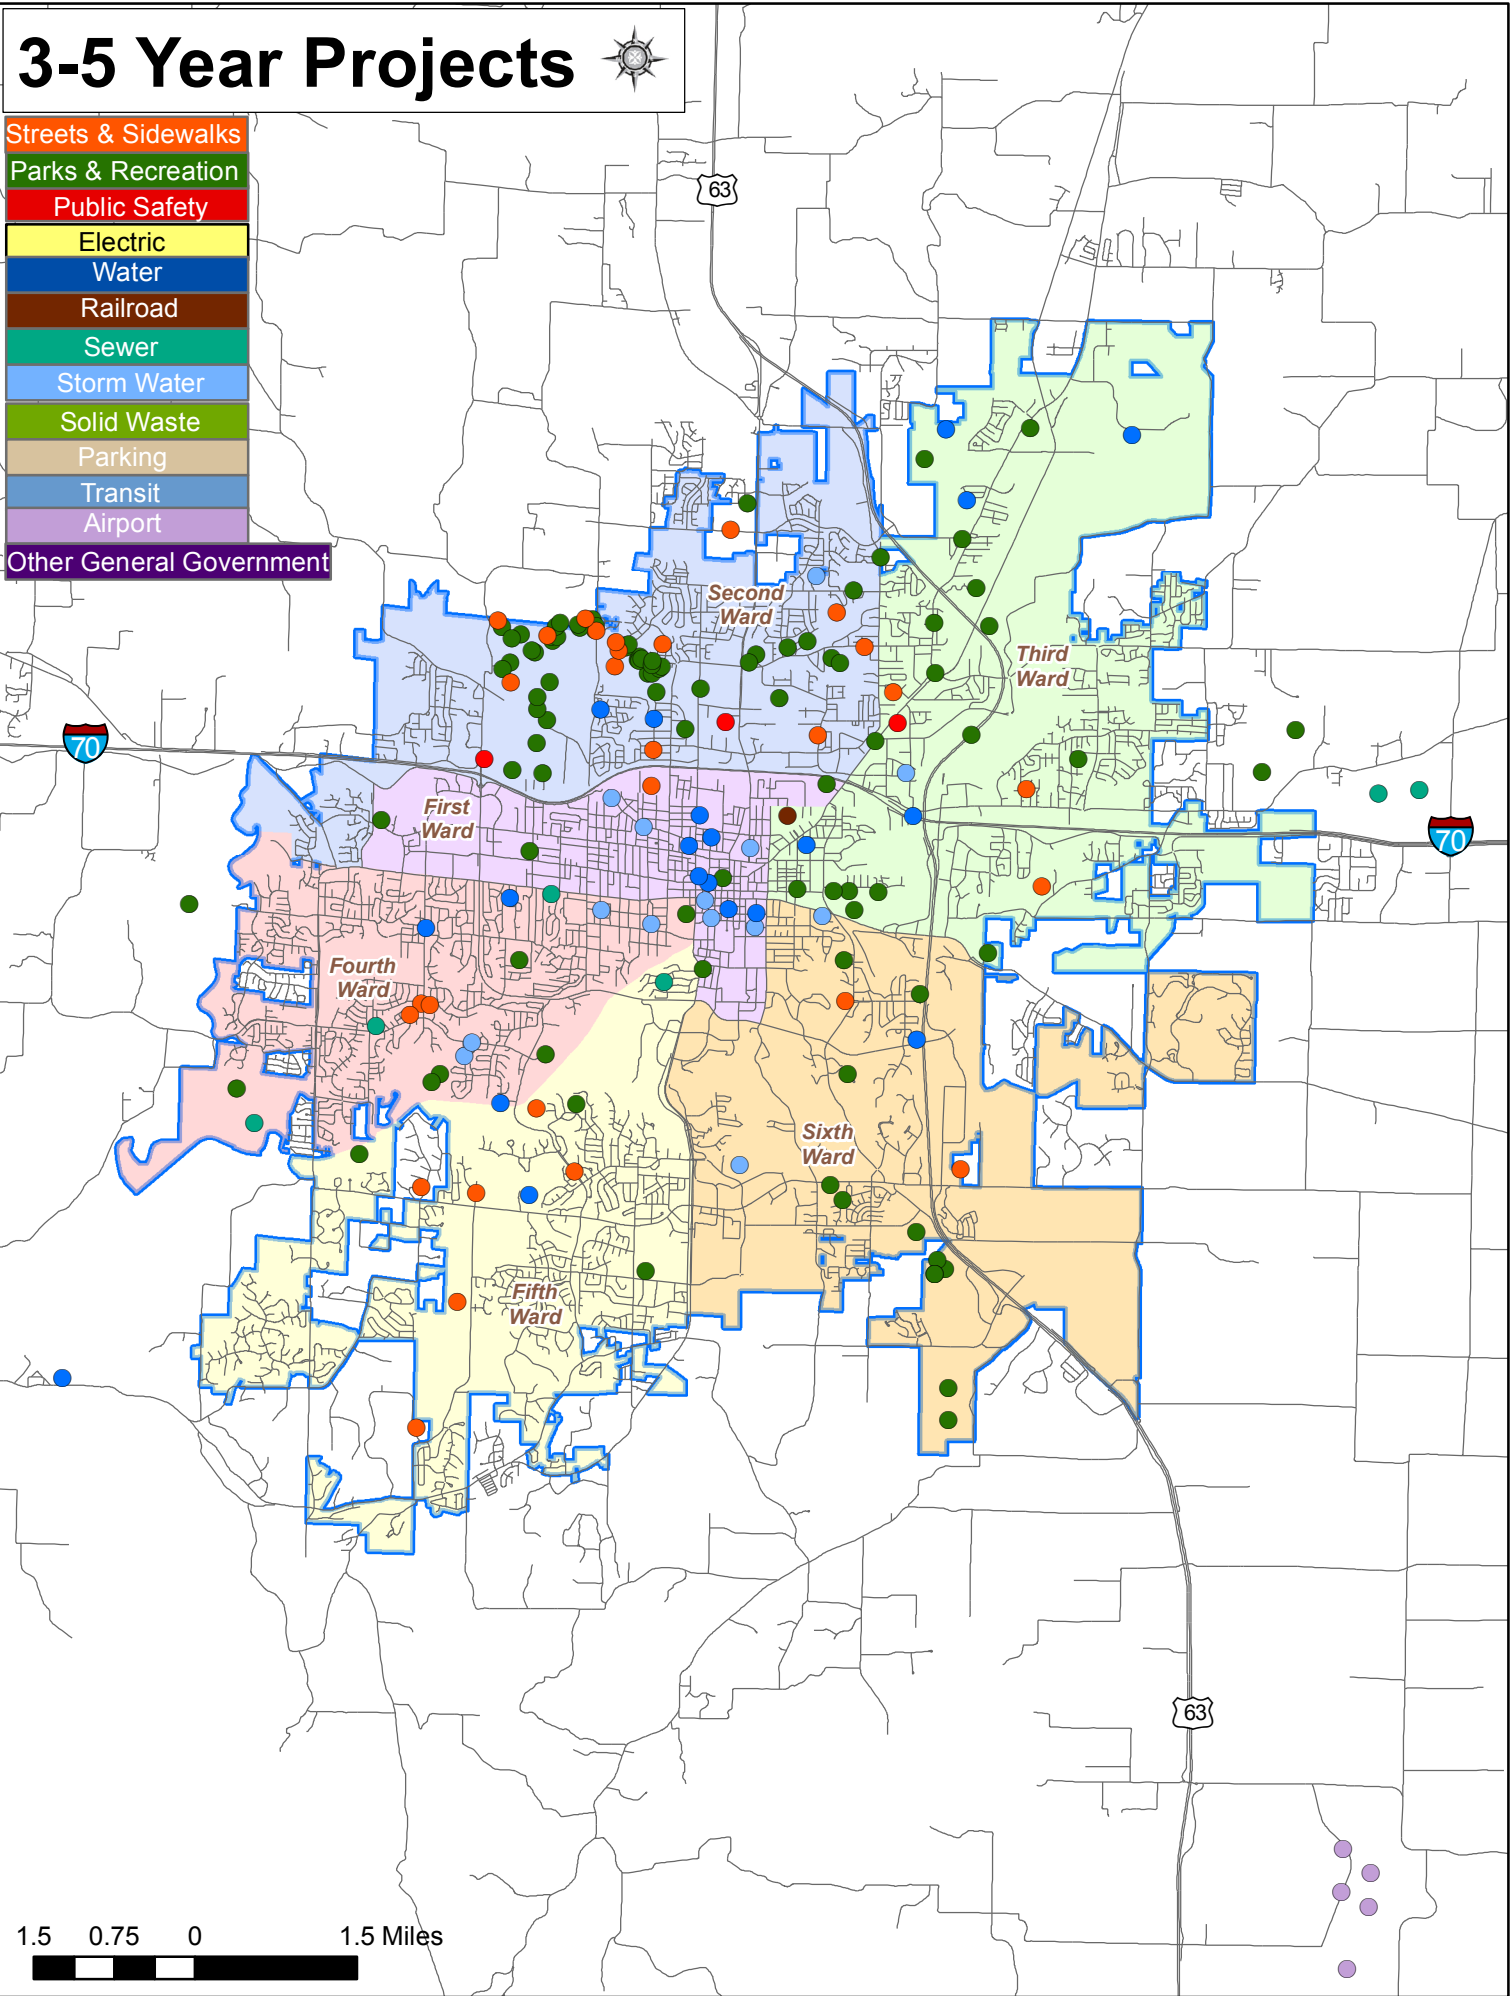 3-5 Year Projects
Streets & Sidewalks
Parks & Recreation
Public Safety
Electric
Water
Railroad
Sewer
Storm Water
Solid Waste
Parking
Transit
Airport
Other General Government
63
Second
Ward
Third
Ward
70
First
Ward
70
Fourth
Ward
Sixth
Ward
Fifth
Ward
63
1.5 0.75 0 1.5 Miles